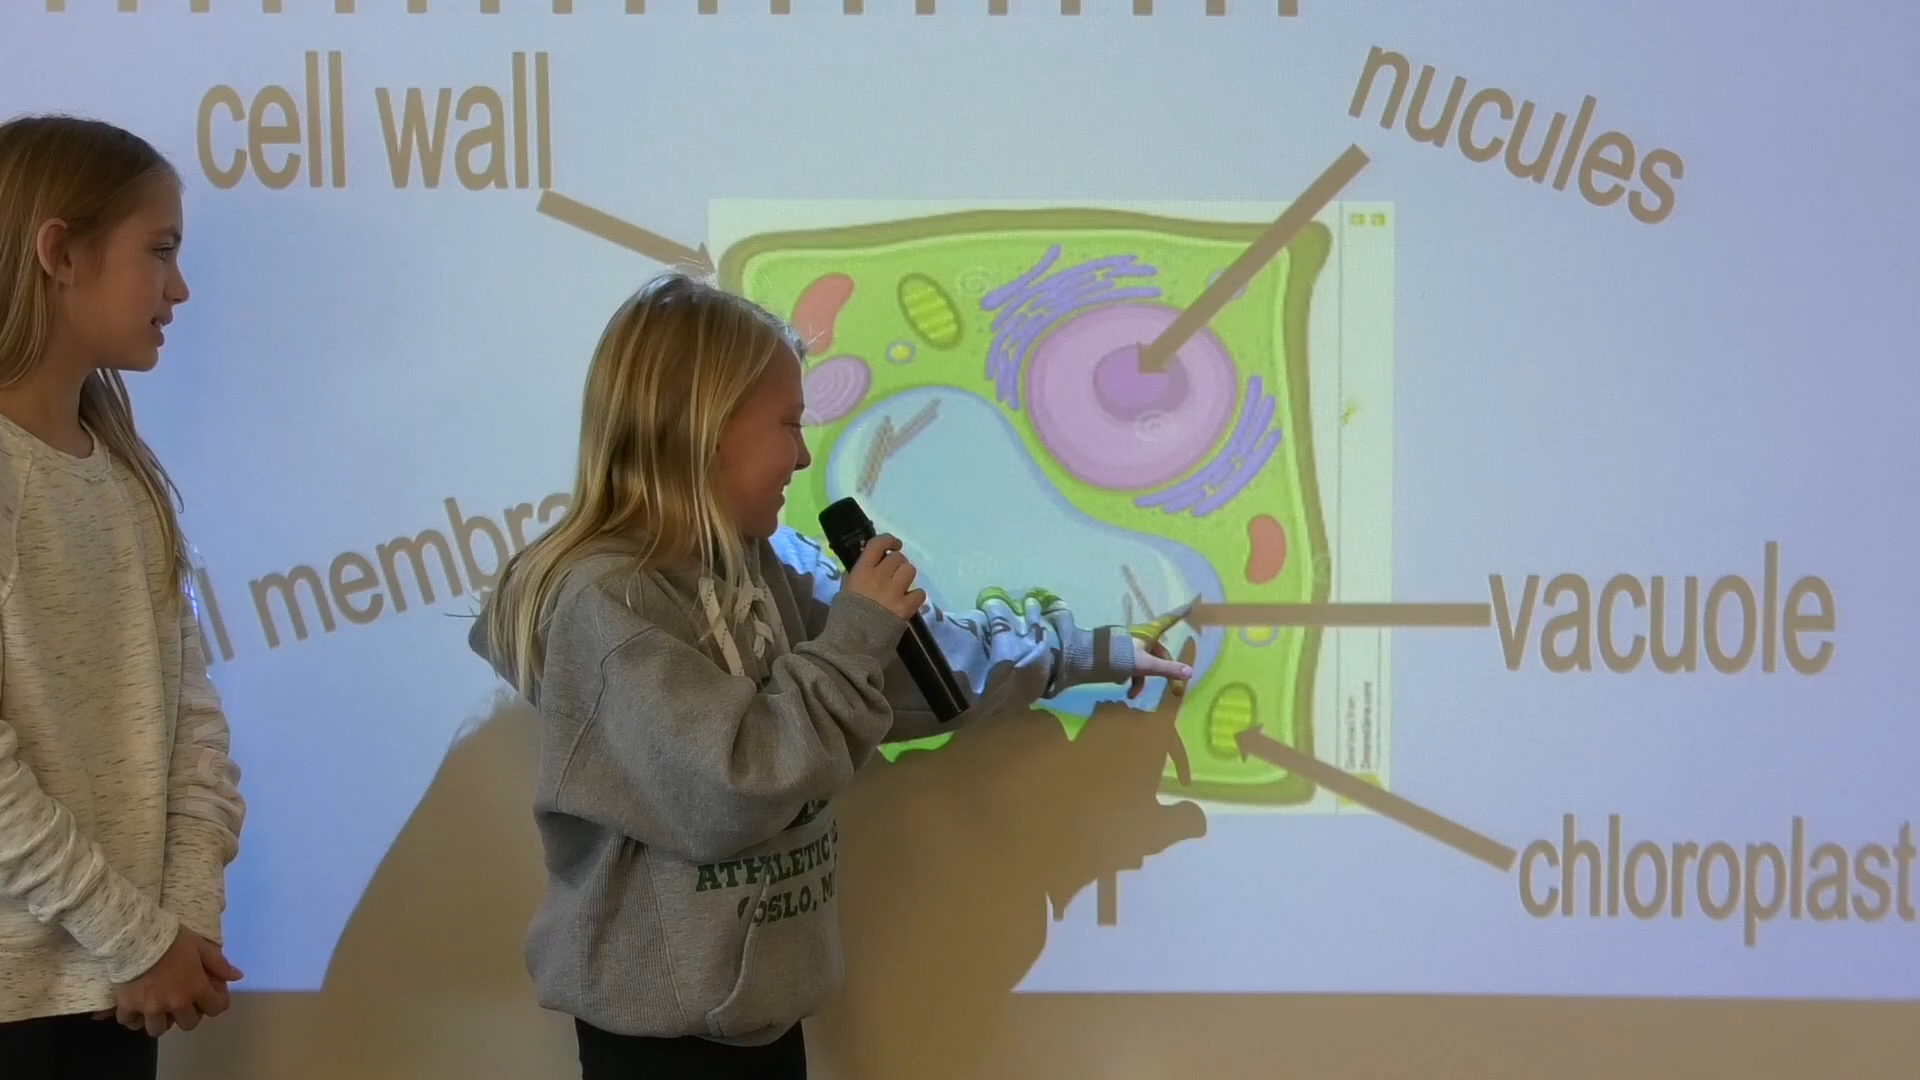 cell wall
nucules
membra
vacuole
chloroplast
ATHLETIC
OSLO, M